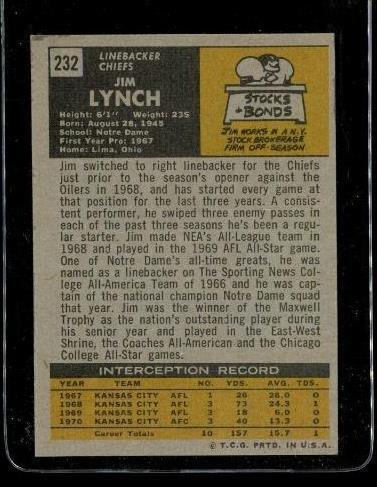 232
LINEBACKER
CHIEFS
JIM
LYNCH
Height: 6'1" Weight: 235
Born: August 28, 1945
School: Notre Dame
First Year Pro: 1967
Home: Lima, Ohio
STOCKS
+
BONDS
JIM WORKS IN A N.Y.
STOCK BROKERAGE
FIRM OFF-SEASON
Jim switched to right linebacker for the Chiefs
just prior to the season's opener against the
Oilers in 1968, and has started every game at
that position for the last three years. A consis-
tent performer, he swiped three enemy passes in
each of the past three seasons he's been a regu-
lar starter. Jim made NEA's All-League team in
1968 and played in the 1969 AFL All-Star game.
One of Notre Dame's all-time greats, he was
named as a linebacker on The Sporting News Col-
lege All-America Team of 1966 and he was cap-
tain of the national champion Notre Dame squad
that year. Jim was the winner of the Maxwell
Trophy as the nation's outstanding player during
his senior year and played in the East-West
Shrine, the Coaches All-American and the Chicago
College All-Star games.
INTERCEPTION RECORD
YEAR TEAM NO. YDS. AVG. TDS.
1967 KANSAS CITY AFL 1 26 26.0 0
1968 KANSAS CITY AFL 3 73 24.3 1
1969 KANSAS CITY AFL 3 18 6.0 0
1970 KANSAS CITY AFC 3 40 13.3 0
Career Totals 10 157 15.7 1
© T.C.G. PRTD. IN U.S.A.